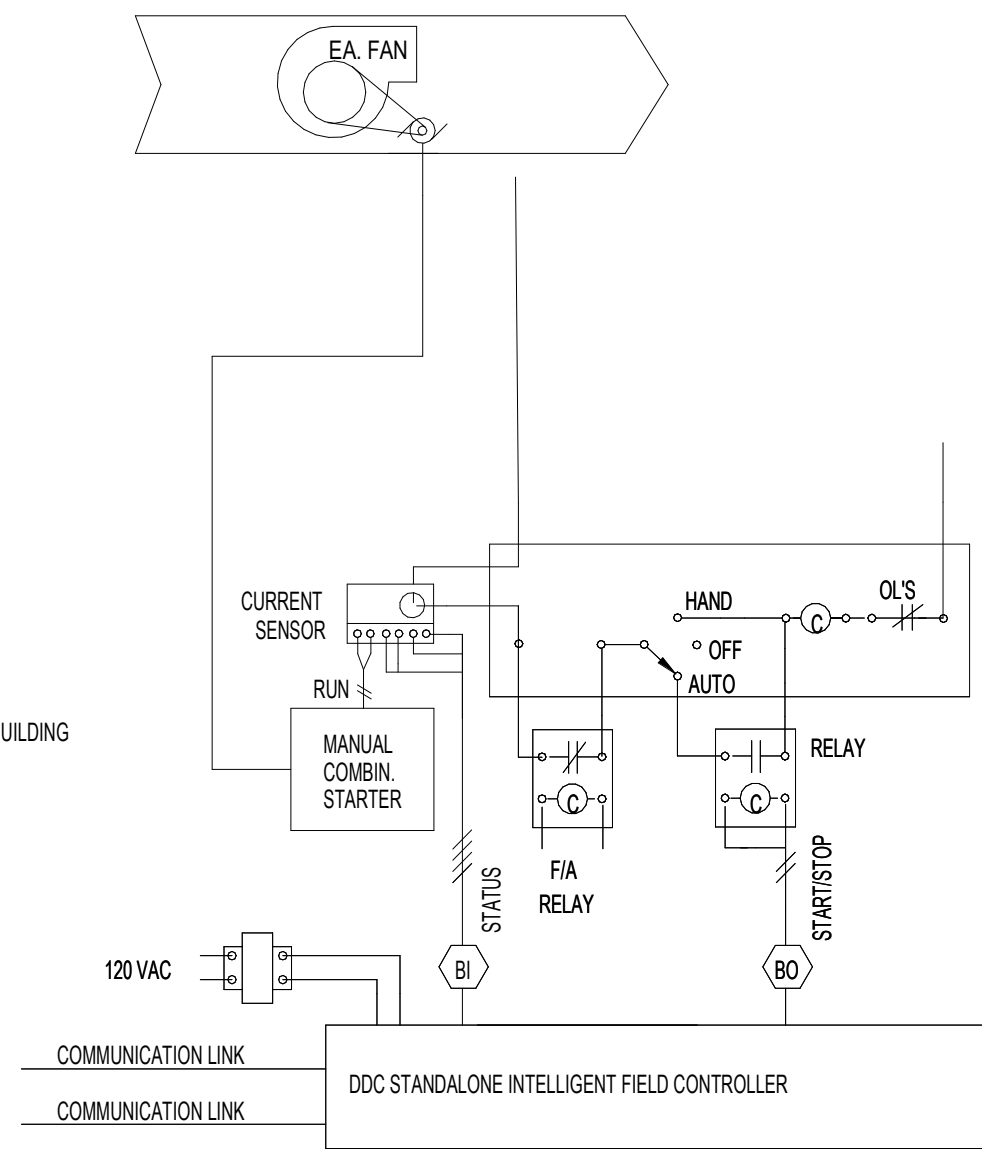 EA. FAN
CURRENT
SENSOR
HAND
OL'S
C
OFF
AUTO
RUN
UILDING
MANUAL
COMBIN.
STARTER
RELAY
C
C
F/A
RELAY
STATUS
START/STOP
120 VAC
BI
BO
COMMUNICATION LINK
DDC STANDALONE INTELLIGENT FIELD CONTROLLER
COMMUNICATION LINK